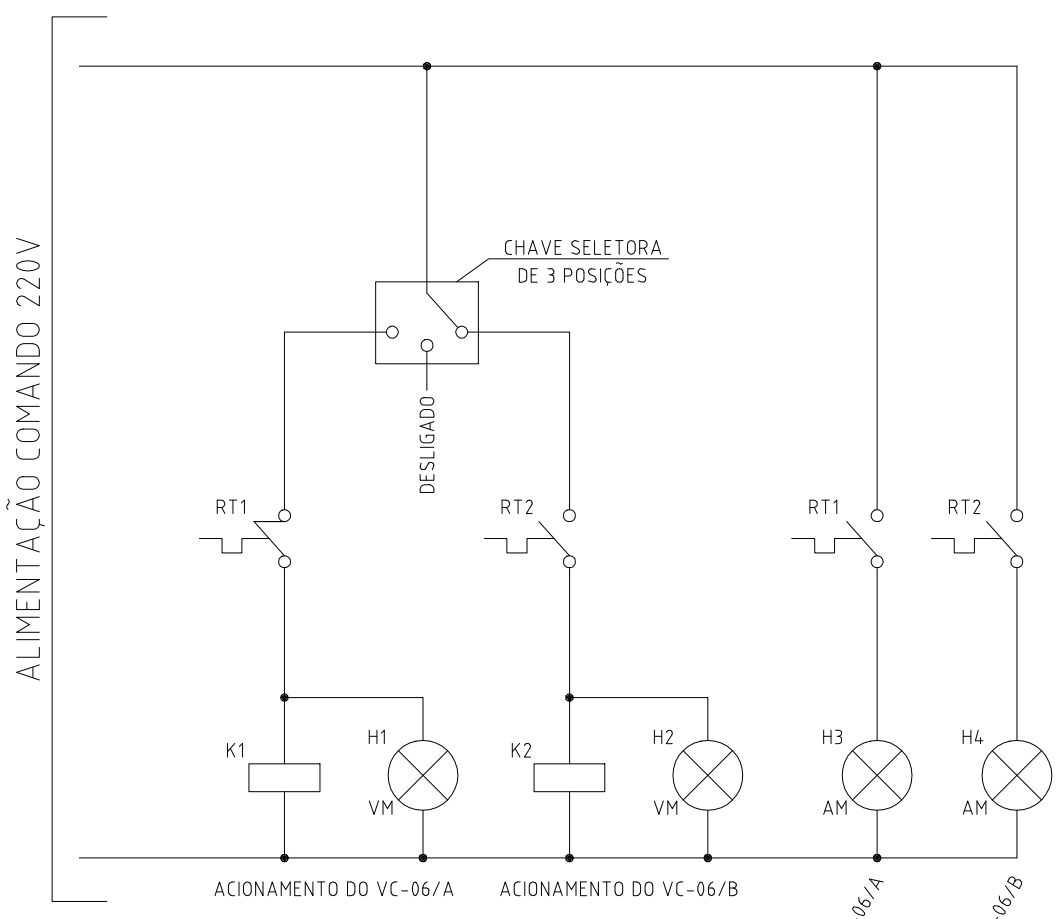 ALIMENTAÇÃO COMANDO 220V
CHAVE SELETORA
DE 3 POSIÇÕES
DESLIGADO
RT1
RT2
RT1
RT2
K1
H1
VM
K2
H2
VM
H3
AM
H4
AM
ACIONAMENTO DO VC-06/A
ACIONAMENTO DO VC-06/B
-06/A
-06/B